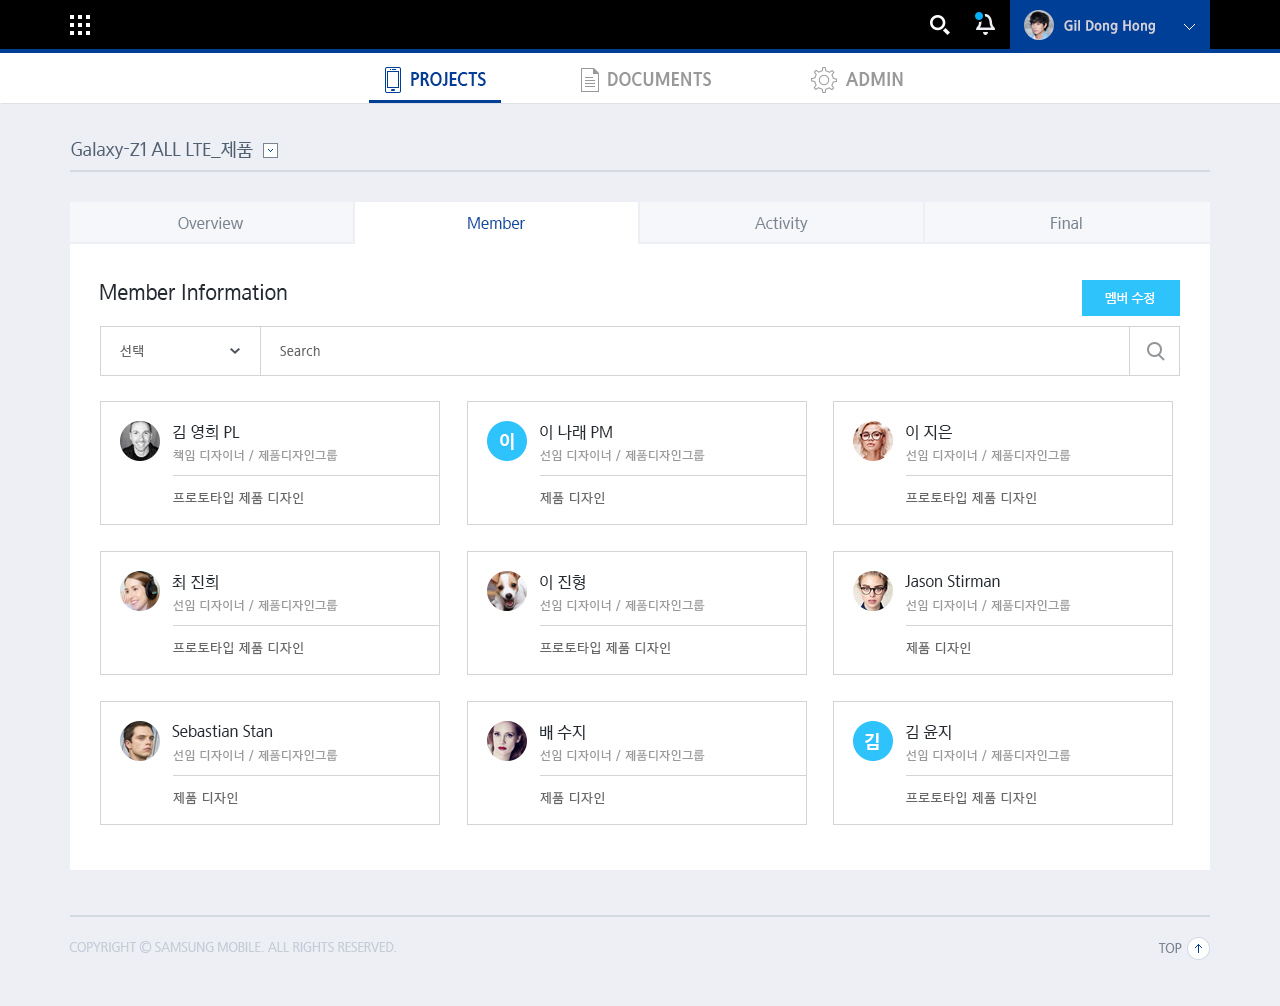 Gil Dong Hong
PROJECTS
DOCUMENTS
ADMIN
Galaxy-Z1 ALL LTE_제품
Overview
Member
Activity
Final
Member Information
멤버 수정
선택
Search
김 영희 PL
책임 디자이너 / 제품디자인그룹
프로토타입 제품 디자인
이
이 나래 PM
선임 디자이너 / 제품디자인그룹
제품 디자인
이 지은
선임 디자이너 / 제품디자인그룹
프로토타입 제품 디자인
최 진희
선임 디자이너 / 제품디자인그룹
프로토타입 제품 디자인
이 진형
선임 디자이너 / 제품디자인그룹
프로토타입 제품 디자인
Jason Stirman
선임 디자이너 / 제품디자인그룹
제품 디자인
Sebastian Stan
선임 디자이너 / 제품디자인그룹
제품 디자인
배 수지
선임 디자이너 / 제품디자인그룹
제품 디자인
김
김 윤지
선임 디자이너 / 제품디자인그룹
프로토타입 제품 디자인
COPYRIGHT © SAMSUNG MOBILE. ALL RIGHTS RESERVED.
TOP